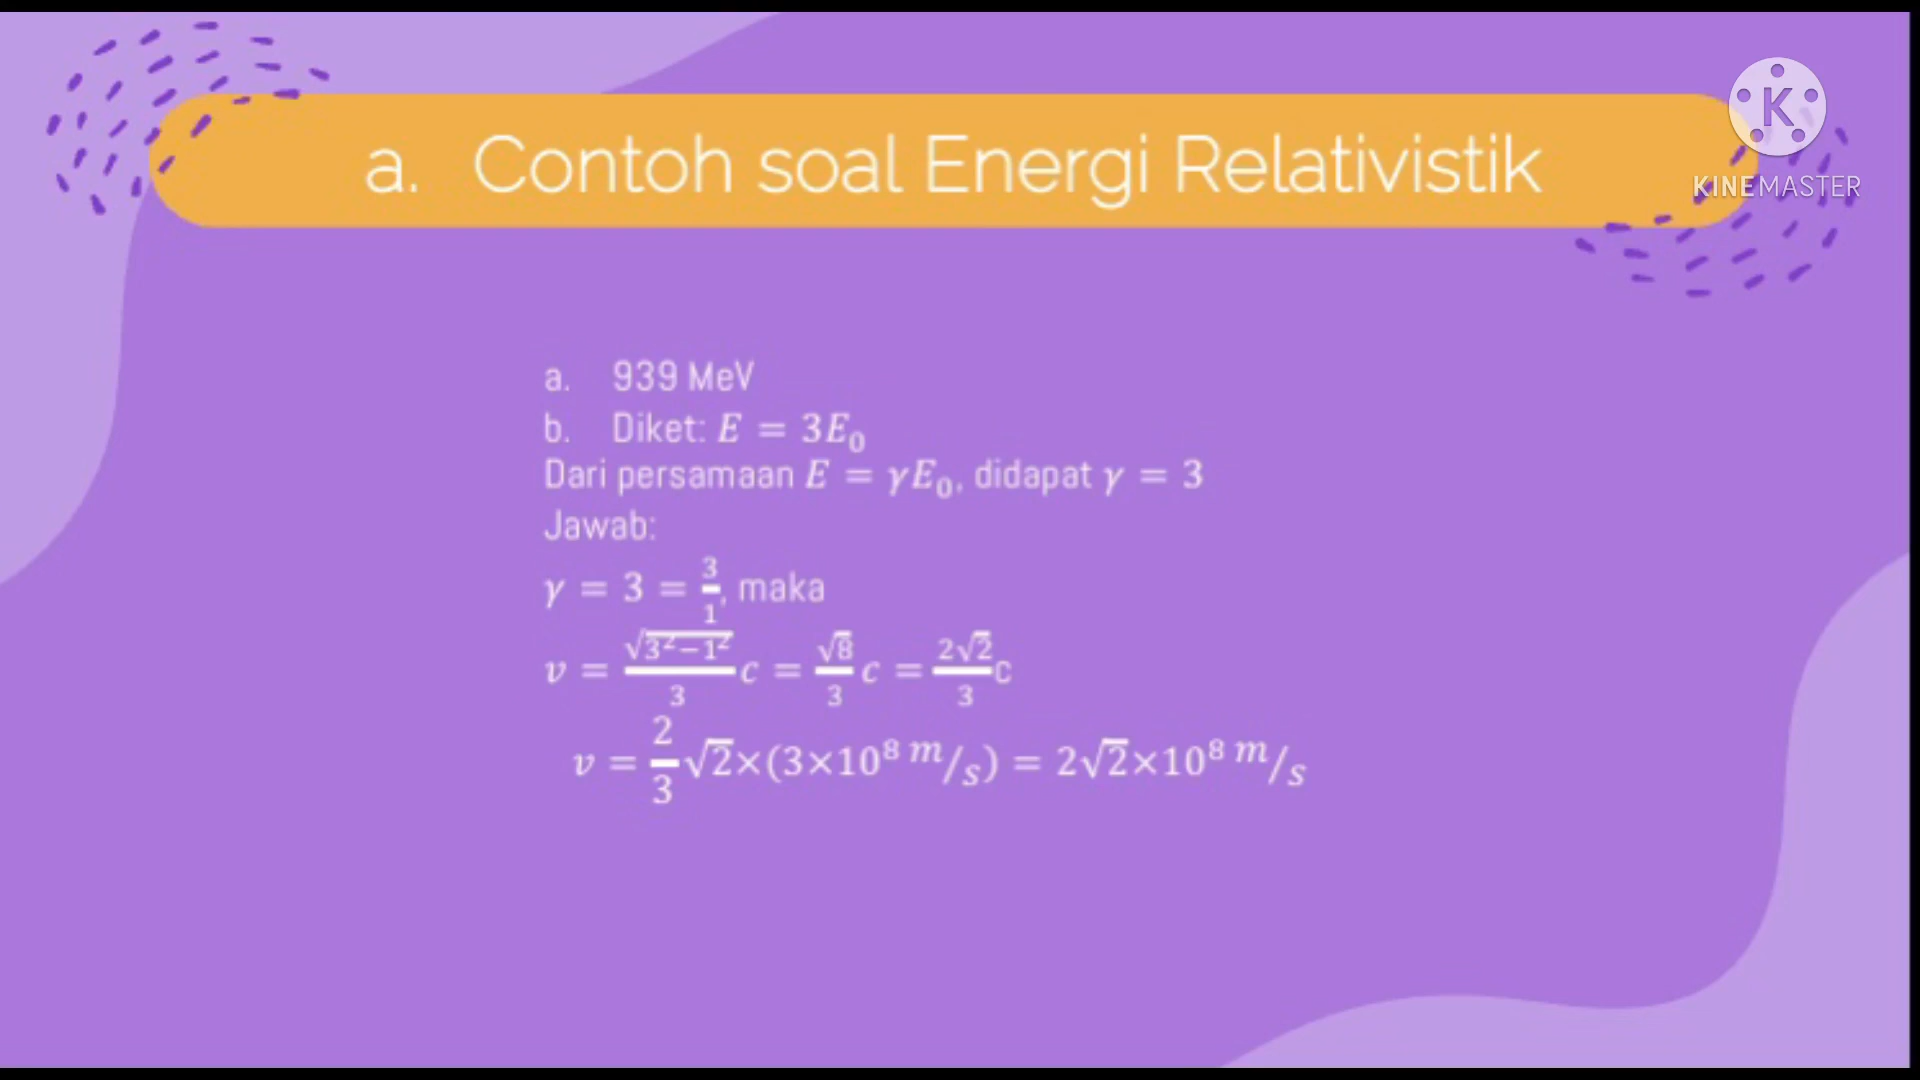 a. Contoh soal Energi Relativistik
K
KINEMASTER
a. 939 MeV
b. Diket: E = 3E₀
Dari persamaan E = γE₀, didapat γ = 3
Jawab:
γ = 3 = 3/1, maka
v = √(3²−1²)/3 c = √8/3 c = 2√2/3 c
v = 2/3 √2×(3×10⁸ m/s) = 2√2×10⁸ m/s